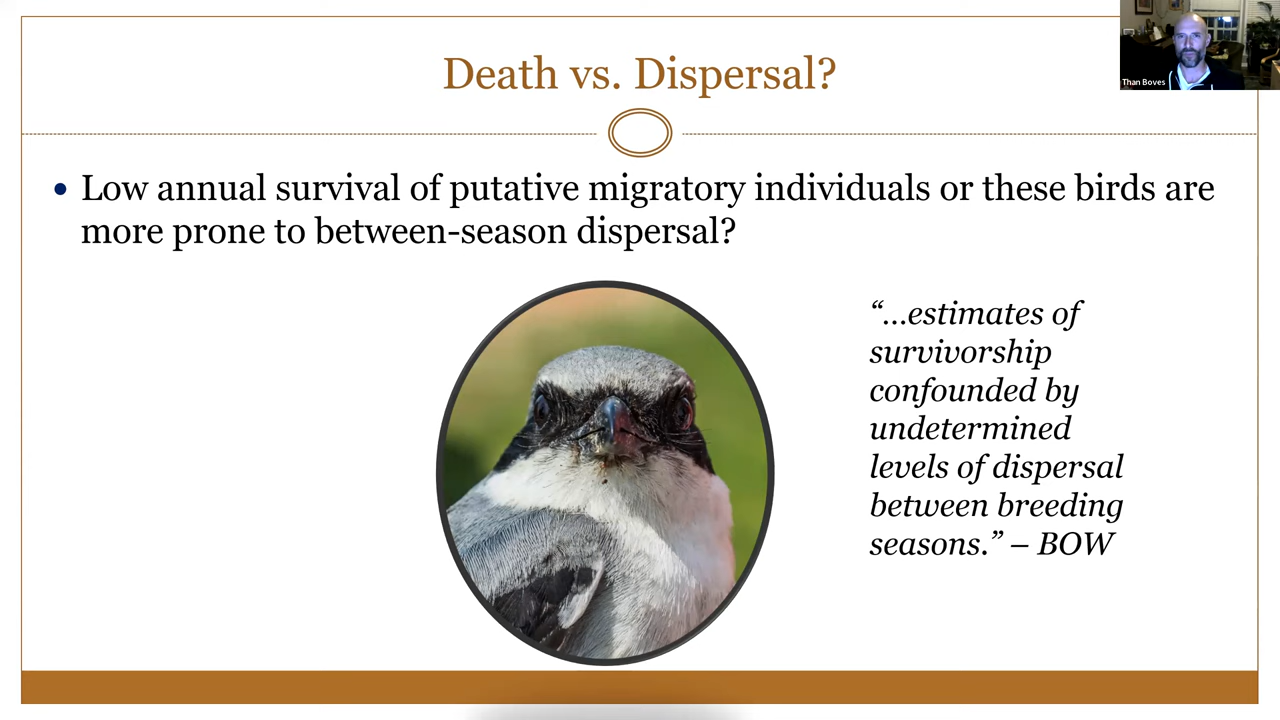 Death vs. Dispersal?
Than Boves
• Low annual survival of putative migratory individuals or these birds are
more prone to between-season dispersal?
“…estimates of
survivorship
confounded by
undetermined
levels of dispersal
between breeding
seasons.” – BOW